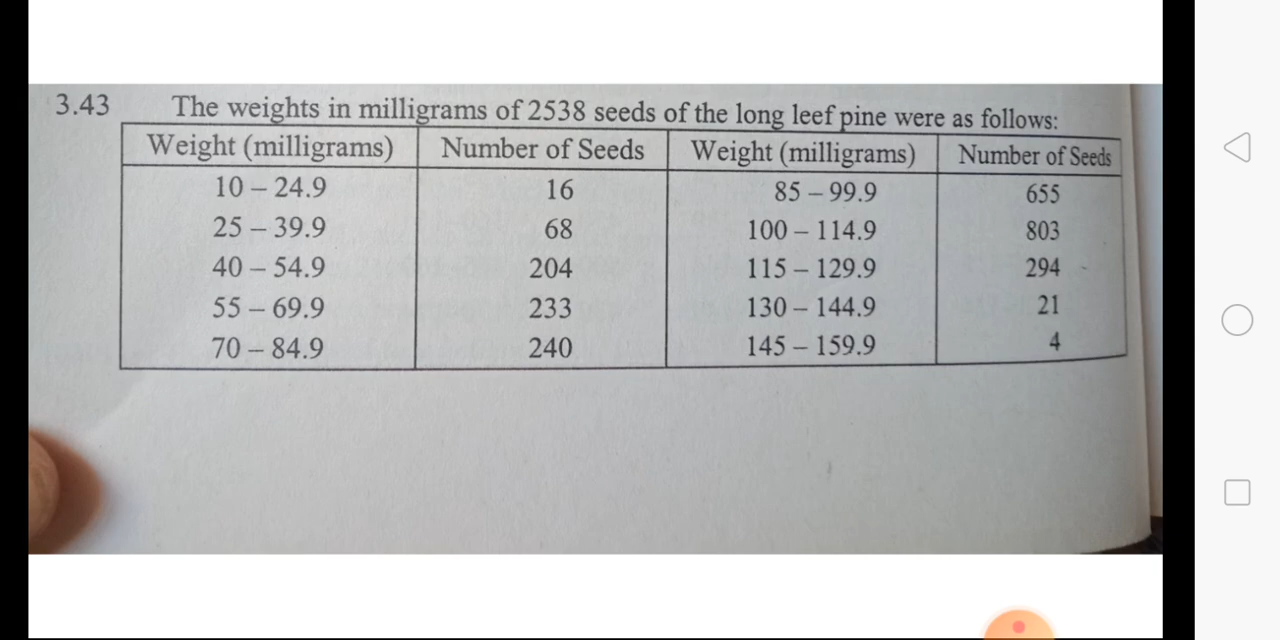 3.43 The weights in milligrams of 2538 seeds of the long leef pine were as follows:
Weight (milligrams) Number of Seeds Weight (milligrams) Number of Seeds
10 – 24.9 16 85 – 99.9 655
25 – 39.9 68 100 – 114.9 803
40 – 54.9 204 115 – 129.9 294
55 – 69.9 233 130 – 144.9 21
70 – 84.9 240 145 – 159.9 4